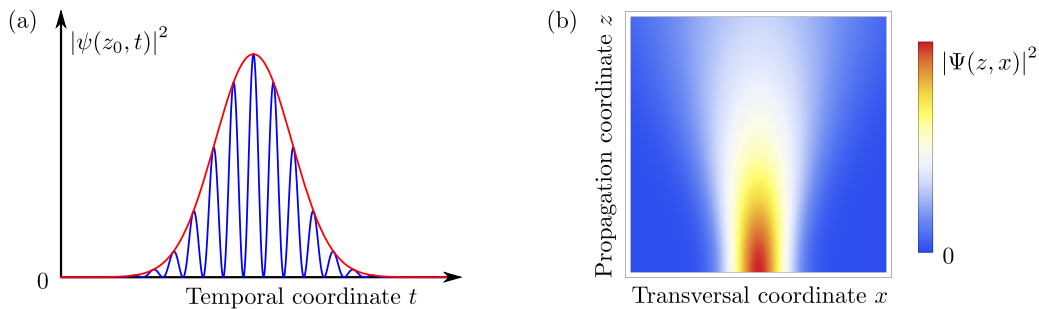 (a)
|ψ(z₀, t)|²
0
Temporal coordinate t
(b)
Propagation coordinate z
Transversal coordinate x
|Ψ(z, x)|²
0